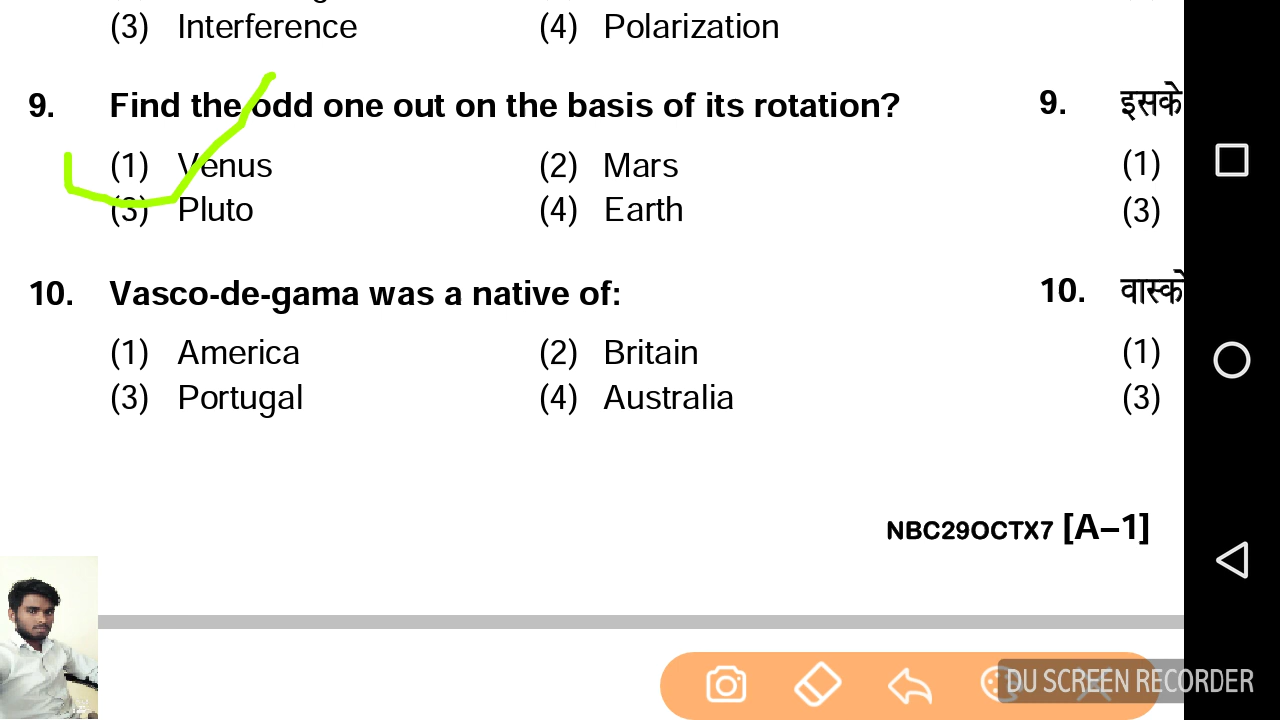 (3) Interference (4) Polarization
9. Find the odd one out on the basis of its rotation? 9. इसके
(1) Venus (2) Mars (1)
(3) Pluto (4) Earth (3)
10. Vasco-de-gama was a native of: 10. वास्को
(1) America (2) Britain (1)
(3) Portugal (4) Australia (3)
NBC29OCTX7 [A–1]
DU SCREEN RECORDER